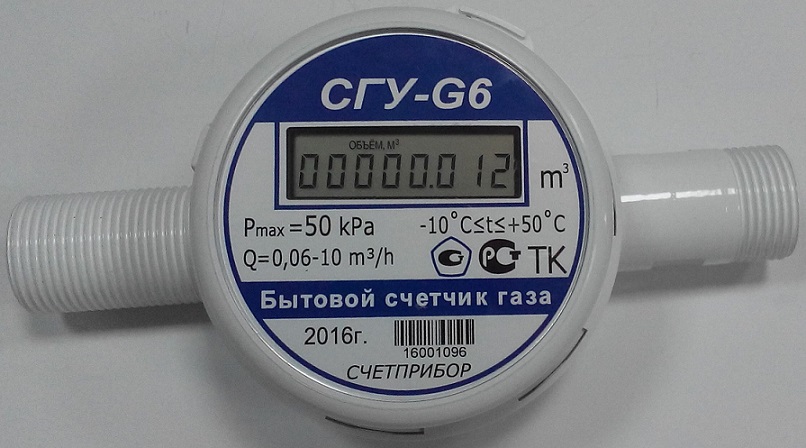 СГУ-G6
ОБЪЁМ, М³
00000.012 m³
Pmax =50 kPa -10°C≤t≤+50°C
Q=0,06-10 m³/h РСТ ТК
Бытовой счетчик газа
2016г.
16001096
СЧЕТПРИБОР